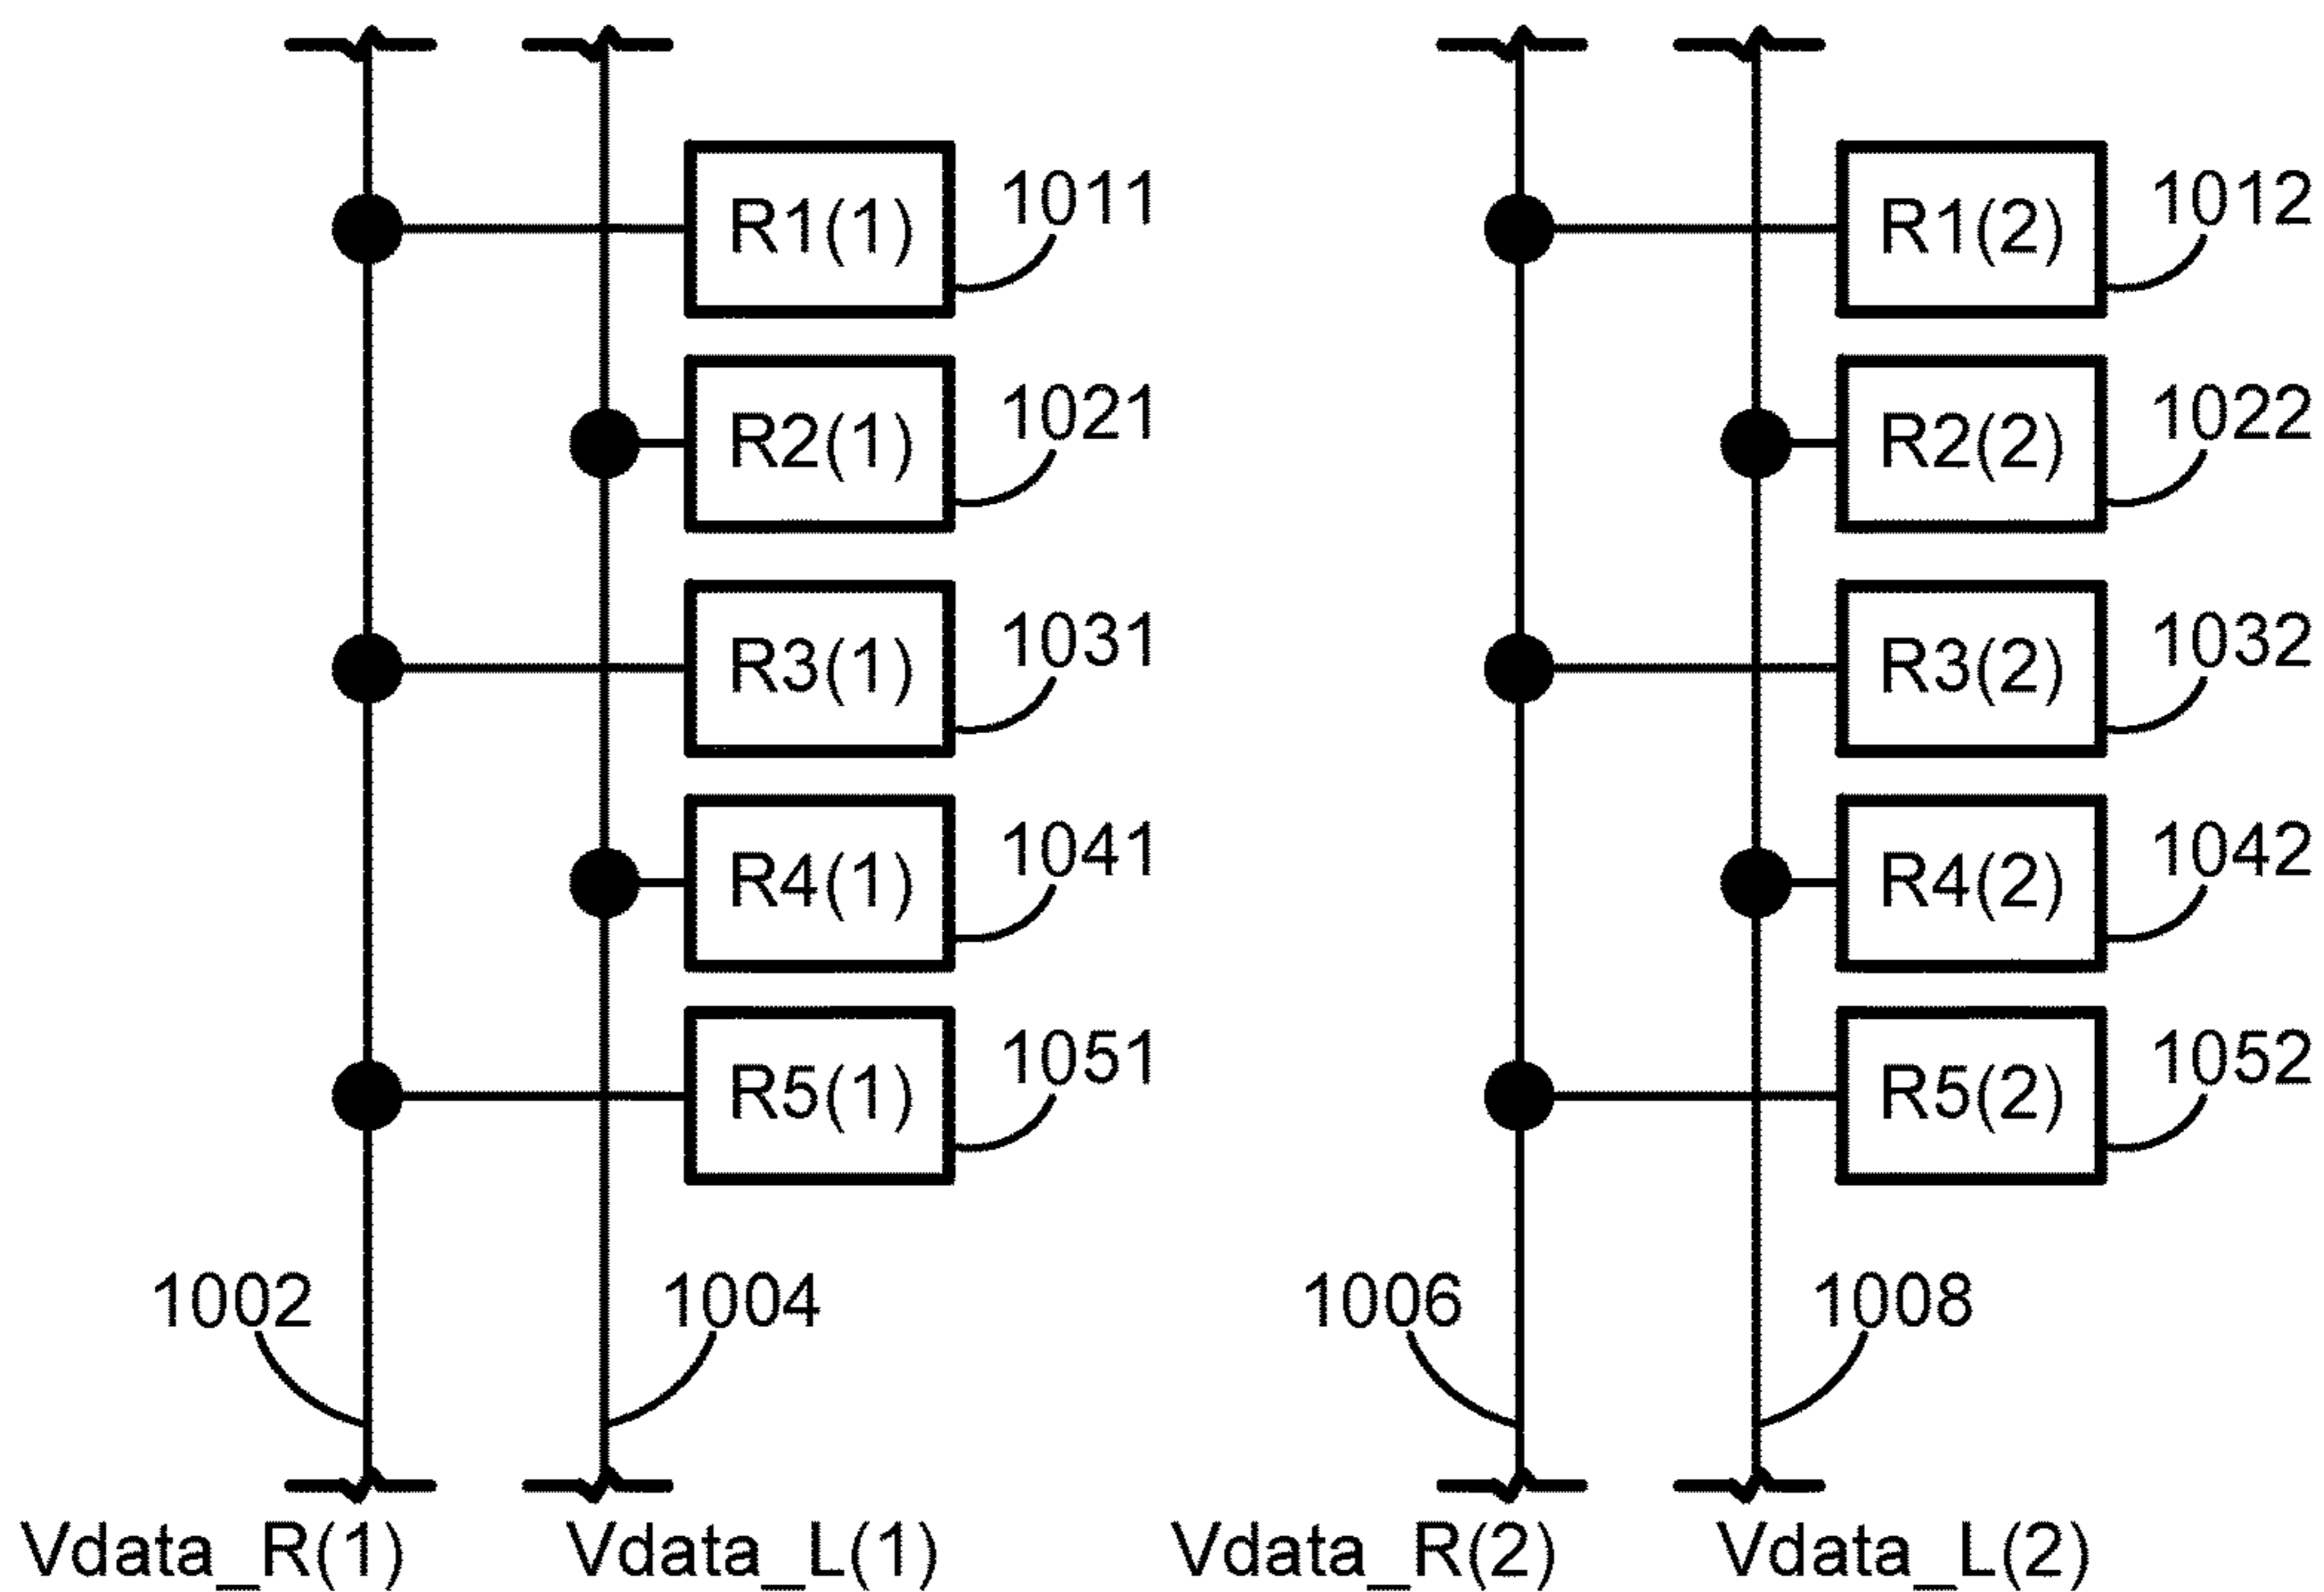 R1(1) 1011 R1(2) 1012
R2(1) 1021 R2(2) 1022
R3(1) 1031 R3(2) 1032
R4(1) 1041 R4(2) 1042
R5(1) 1051 R5(2) 1052
1002 1004 1006 1008
Vdata_R(1) Vdata_L(1) Vdata_R(2) Vdata_L(2)